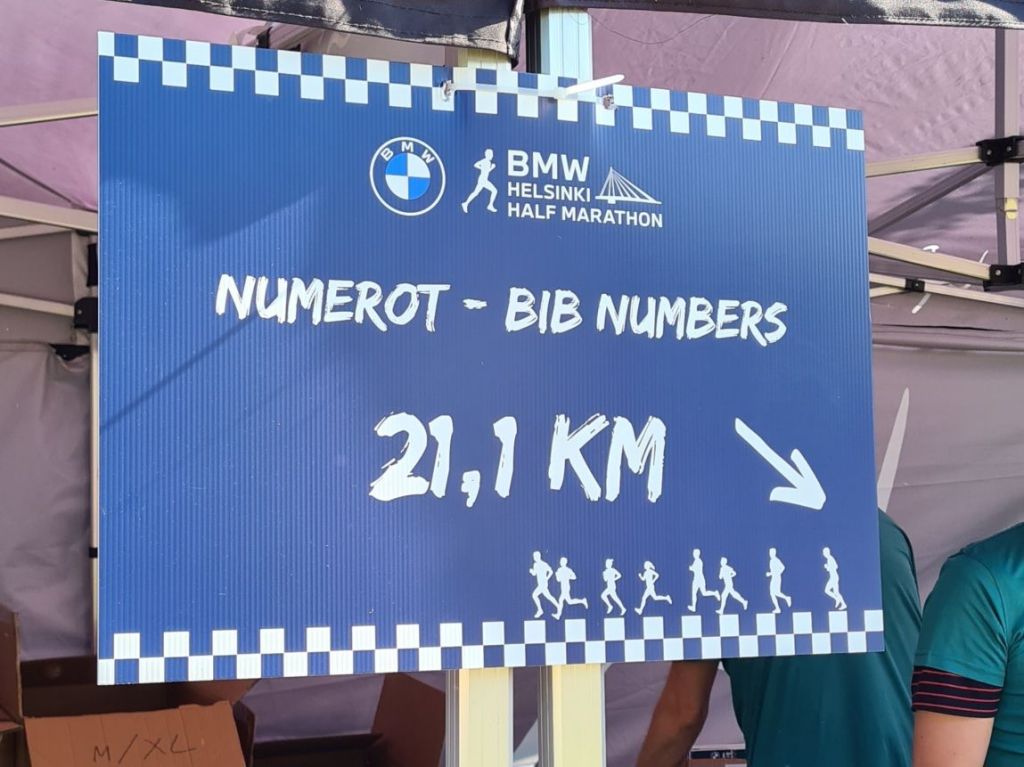 BMW
BMW
HELSINKI
HALF MARATHON
NUMEROT - BIB NUMBERS
21,1 KM
M/XL